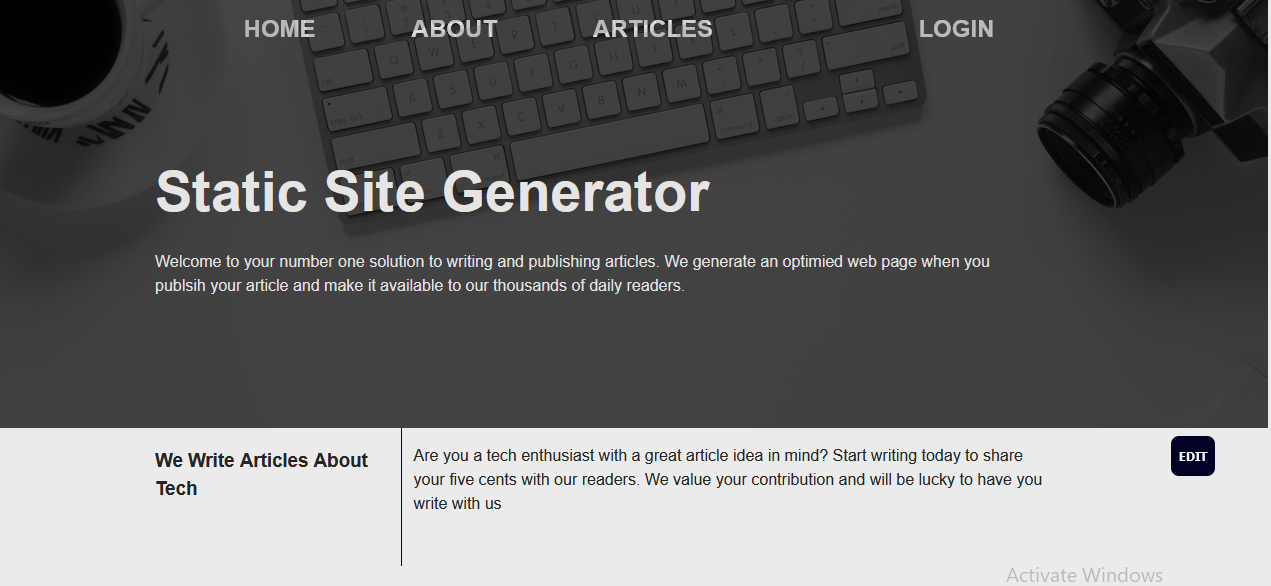 HOME ABOUT ARTICLES LOGIN
Static Site Generator
Welcome to your number one solution to writing and publishing articles. We generate an optimied web page when you
publsih your article and make it available to our thousands of daily readers.
We Write Articles About
Tech
Are you a tech enthusiast with a great article idea in mind? Start writing today to share
your five cents with our readers. We value your contribution and will be lucky to have you
write with us
EDIT
Activate Windows